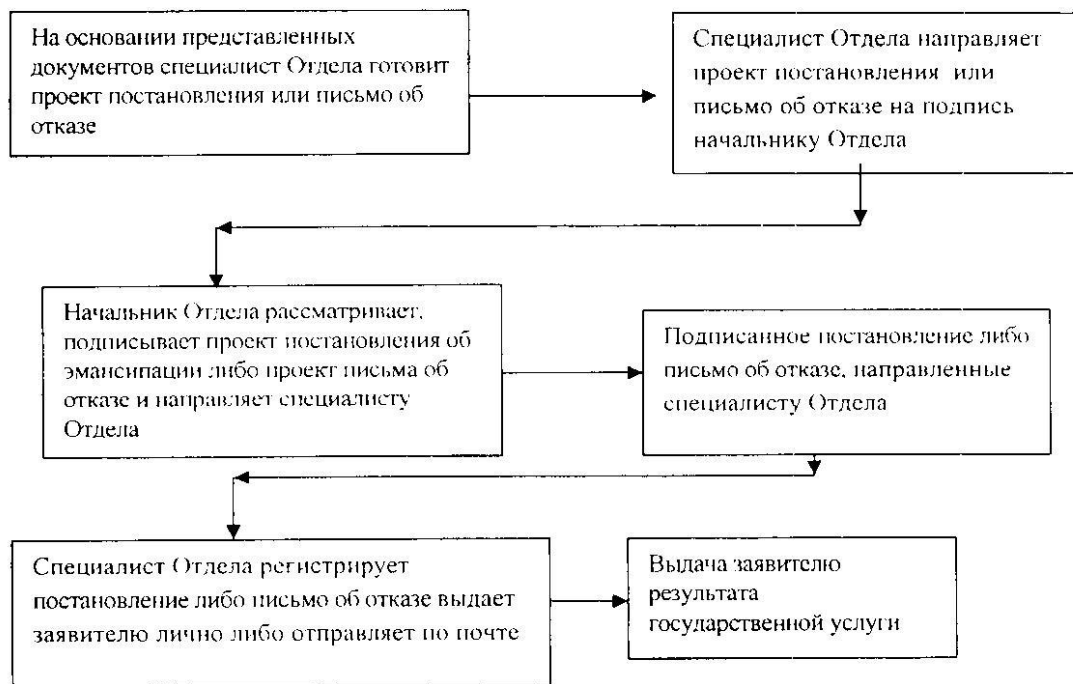 На основании представленных
документов специалист Отдела готовит
проект постановления или письмо об
отказе
Специалист Отдела направляет
проект постановления или
письмо об отказе на подпись
начальнику Отдела
Начальник Отдела рассматривает,
подписывает проект постановления об
эмансипации либо проект письма об
отказе и направляет специалисту
Отдела
Подписанное постановление либо
письмо об отказе, направленные
специалисту Отдела
Специалист Отдела регистрирует
постановление либо письмо об отказе выдает
заявителю лично либо отправляет по почте
Выдача заявителю
результата
государственной услуги